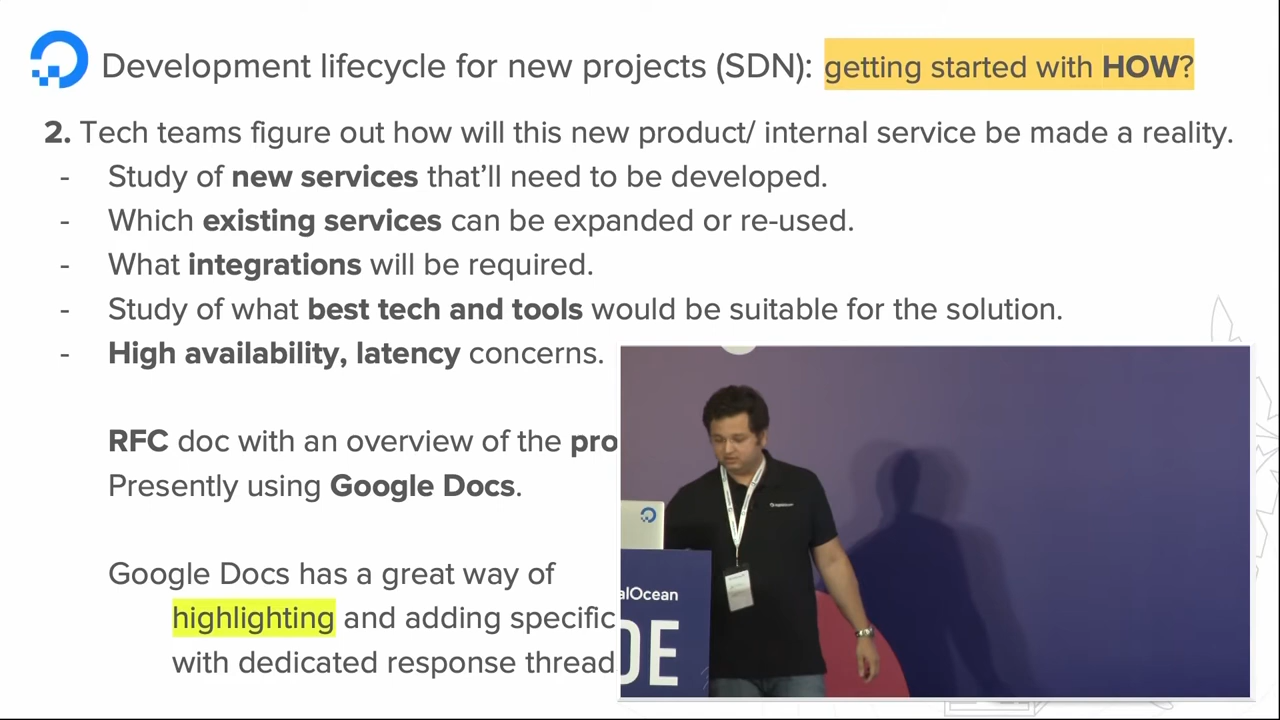 Development lifecycle for new projects (SDN): getting started with HOW?
2. Tech teams figure out how will this new product/ internal service be made a reality.
- Study of new services that’ll need to be developed.
- Which existing services can be expanded or re-used.
- What integrations will be required.
- Study of what best tech and tools would be suitable for the solution.
- High availability, latency concerns.
RFC doc with an overview of the pro
Presently using Google Docs.
Google Docs has a great way of
highlighting and adding specific
with dedicated response thread
alOcean
DE